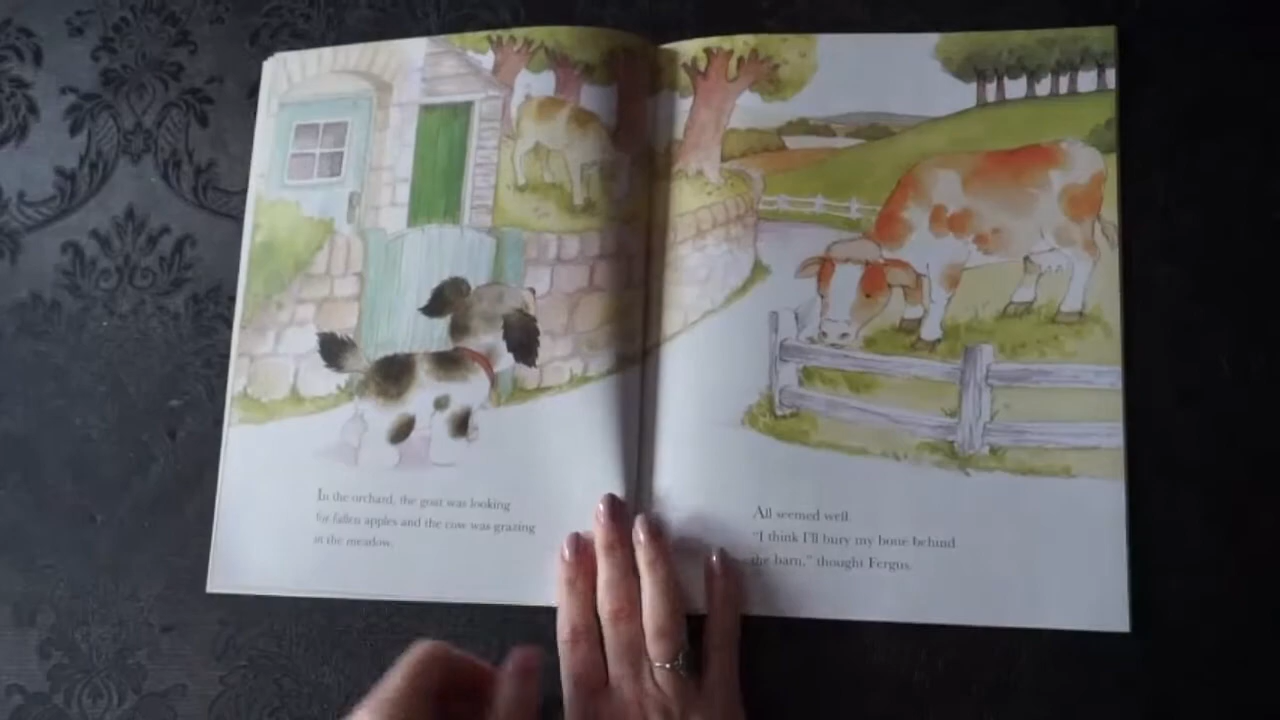 In the orchard, the goat was looking
for fallen apples and the cow was grazing
in the meadow.
All seemed well.
"I think I'll bury my bone behind
the barn," thought Fergus.